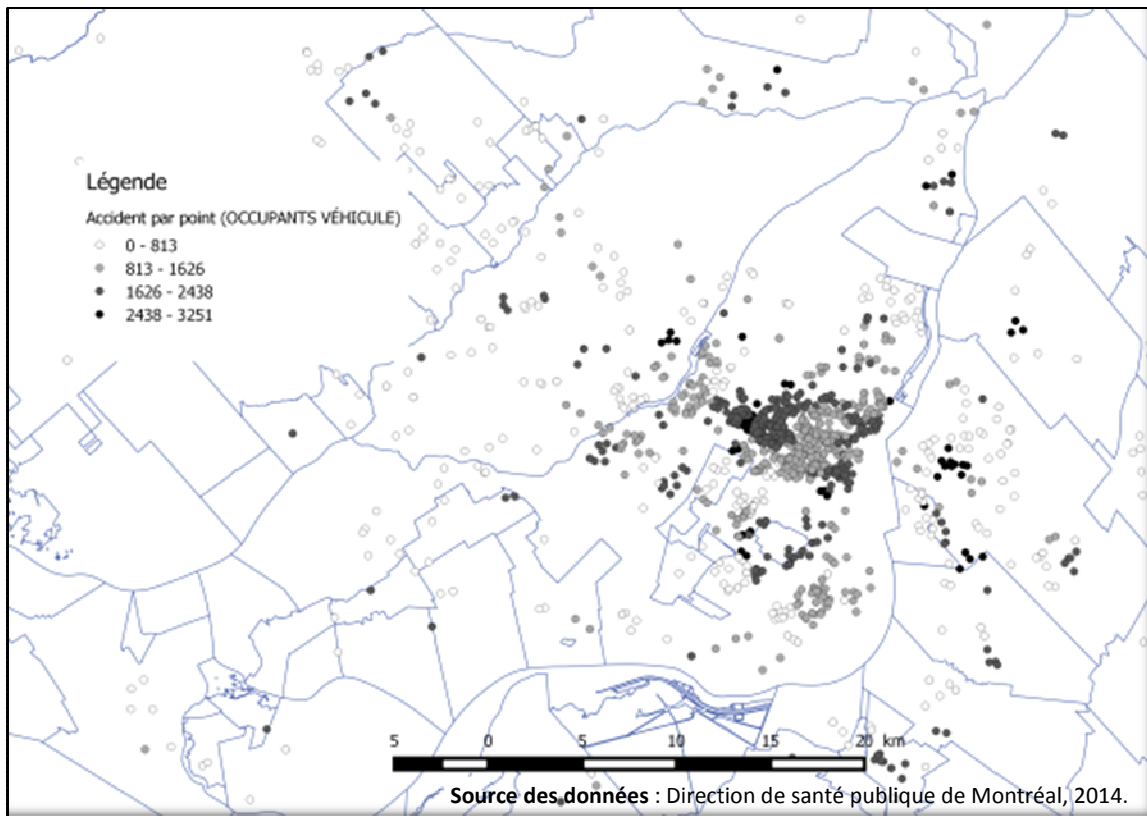 Légende
Accident par point (OCCUPANTS VÉHICULE)
0 - 813
813 - 1626
1626 - 2438
2438 - 3251
5 0 5 10 15 20 km
Source des données : Direction de santé publique de Montréal, 2014.